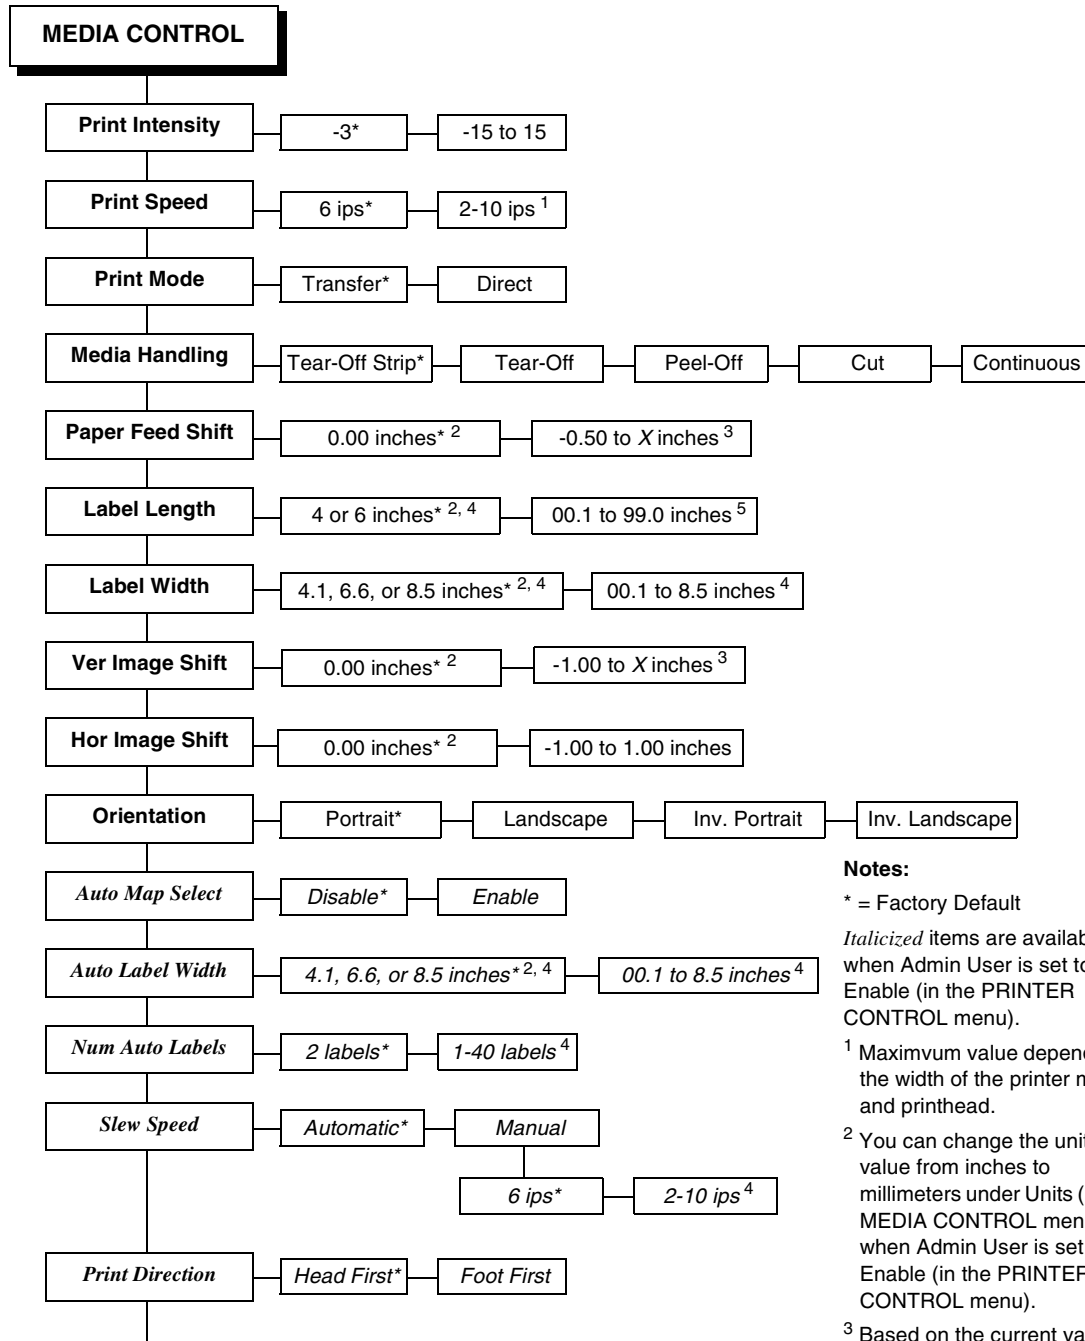 MEDIA CONTROL
Print Intensity -3* -15 to 15
Print Speed 6 ips* 2-10 ips 1
Print Mode Transfer* Direct
Media Handling Tear-Off Strip* Tear-Off Peel-Off Cut Continuous
Paper Feed Shift 0.00 inches* 2 -0.50 to X inches 3
Label Length 4 or 6 inches* 2, 4 00.1 to 99.0 inches 5
Label Width 4.1, 6.6, or 8.5 inches* 2, 4 00.1 to 8.5 inches 4
Ver Image Shift 0.00 inches* 2 -1.00 to X inches 3
Hor Image Shift 0.00 inches* 2 -1.00 to 1.00 inches
Orientation Portrait* Landscape Inv. Portrait Inv. Landscape
Auto Map Select Disable* Enable
Auto Label Width 4.1, 6.6, or 8.5 inches* 2, 4 00.1 to 8.5 inches 4
Num Auto Labels 2 labels* 1-40 labels 4
Slew Speed Automatic* Manual
6 ips* 2-10 ips 4
Print Direction Head First* Foot First
Notes:
* = Factory Default
Italicized items are
when Admin User is set to
Enable (in the PRINTER
CONTROL menu).
1 Maximvum value
the width of the printer
and printhead.
2 You can change the
value from inches to
millimeters under Units (
MEDIA CONTROL
when Admin User is set
Enable (in the PRINTER
CONTROL menu).
3 Based on the current